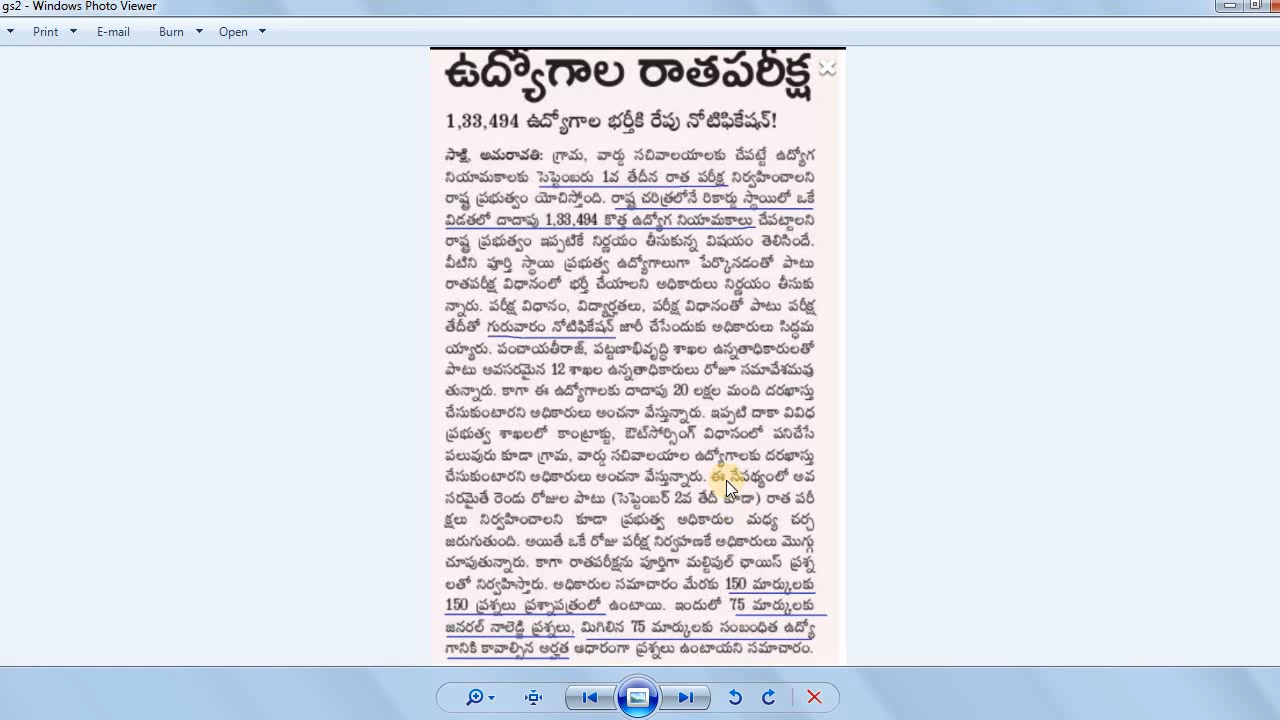 gs2 - Windows Photo Viewer
Print E-mail Burn Open
ఉద్యోగాల రాతపరీక్ష
1,33,494 ఉద్యోగాల భర్తీకి రేపు నోటిఫికేషన్!
సాక్షి, అమరావతి: గ్రామ, వార్డు సచివాలయాలకు చేపట్టే ఉద్యోగ
నియామకాలకు సెప్టెంబరు 1వ తేదీన రాత పరీక్ష నిర్వహించాలని
రాష్ట్ర ప్రభుత్వం యోచిస్తోంది. రాష్ట్ర చరిత్రలోనే రికార్డు స్థాయిలో ఒకే
విడతలో దాదాపు 1,33,494 కొత్త ఉద్యోగ నియామకాలు చేపట్టాలని
రాష్ట్ర ప్రభుత్వం ఇప్పటికే నిర్ణయం తీసుకున్న విషయం తెలిసిందే.
వీటిని పూర్తి స్థాయి ప్రభుత్వ ఉద్యోగాలుగా పేర్కొనడంతో పాటు
రాతపరీక్ష విధానంలో భర్తీ చేయాలని అధికారులు నిర్ణయం తీసుకు
న్నారు. పరీక్ష విధానం, విద్యార్హతలు, పరీక్ష విధానంతో పాటు పరీక్ష
తేదీతో గురువారం నోటిఫికేషన్ జారీ చేసేందుకు అధికారులు సిద్ధమ
య్యారు. పంచాయతీరాజ్, పట్టణాభివృద్ధి శాఖల ఉన్నతాధికారులతో
పాటు అవసరమైన 12 శాఖల ఉన్నతాధికారులు రోజూ సమావేశమవు
తున్నారు. కాగా ఈ ఉద్యోగాలకు దాదాపు 20 లక్షల మంది దరఖాస్తు
చేసుకుంటారని అధికారులు అంచనా వేస్తున్నారు. ఇప్పటి దాకా వివిధ
ప్రభుత్వ శాఖలలో కాంట్రాక్టు, ఔట్‌సోర్సింగ్ విధానంలో పనిచేసే
పలువురు కూడా గ్రామ, వార్డు సచివాలయాల ఉద్యోగాలకు దరఖాస్తు
చేసుకుంటారని అధికారులు అంచనా వేస్తున్నారు. ఈ నేపథ్యంలో అవ
సరమైతే రెండు రోజుల పాటు (సెప్టెంబర్ 2వ తేదీ కూడా) రాత పరీ
క్షలు నిర్వహించాలని కూడా ప్రభుత్వ అధికారుల మధ్య చర్చ
జరుగుతుంది. అయితే ఒకే రోజు పరీక్ష నిర్వహణకే అధికారులు మొగ్గు
చూపుతున్నారు. కాగా రాతపరీక్షను పూర్తిగా మల్టిపుల్ ఛాయిస్ ప్రశ్న
లతో నిర్వహిస్తారు. అధికారుల సమాచారం మేరకు 150 మార్కులకు
150 ప్రశ్నలు ప్రశ్నాపత్రంలో ఉంటాయి. ఇందులో 75 మార్కులకు
జనరల్ నాలెడ్జి ప్రశ్నలు, మిగిలిన 75 మార్కులకు సంబంధిత ఉద్యో
గానికి కావాల్సిన అర్హత ఆధారంగా ప్రశ్నలు ఉంటాయని సమాచారం.